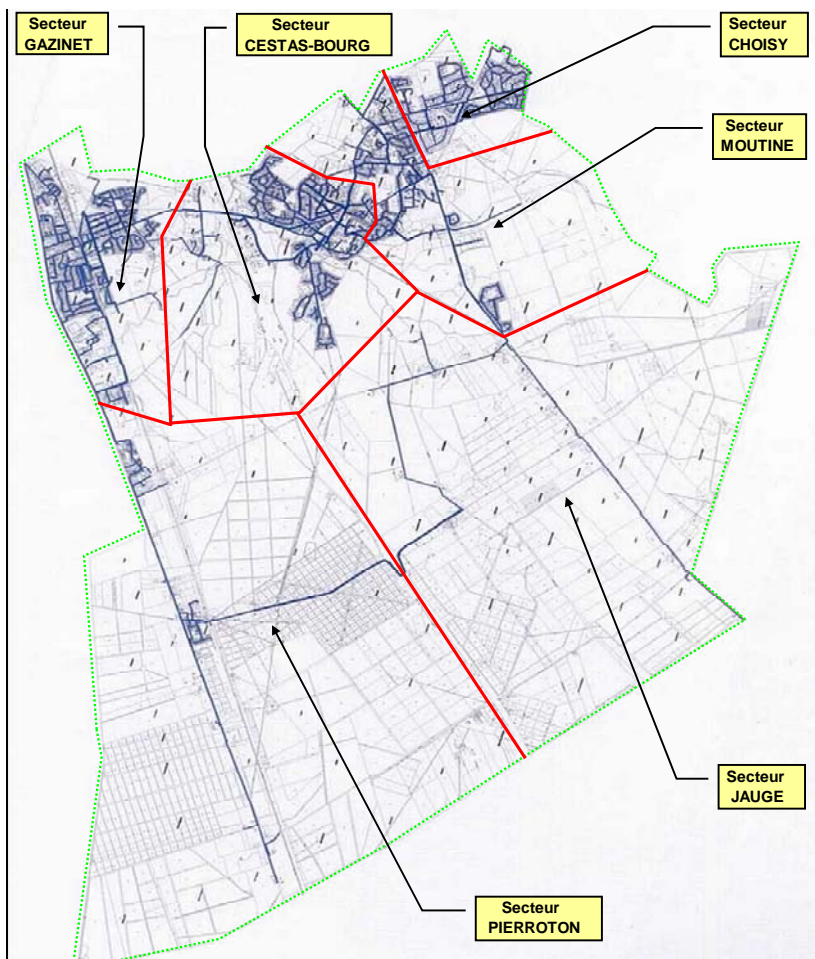 Secteur
GAZINET
Secteur
CESTAS-BOURG
Secteur
CHOISY
Secteur
MOUTINE
Secteur
JAUGE
Secteur
PIERROTON